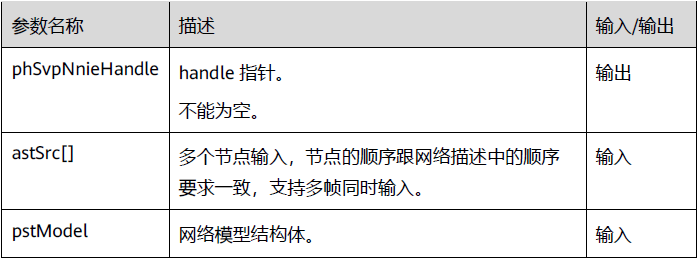 参数名称 描述 输入/输出
phSvpNnieHandle handle 指针。 输出
不能为空。
astSrc[] 多个节点输入，节点的顺序跟网络描述中的顺序 输入
要求一致，支持多帧同时输入。
pstModel 网络模型结构体。 输入